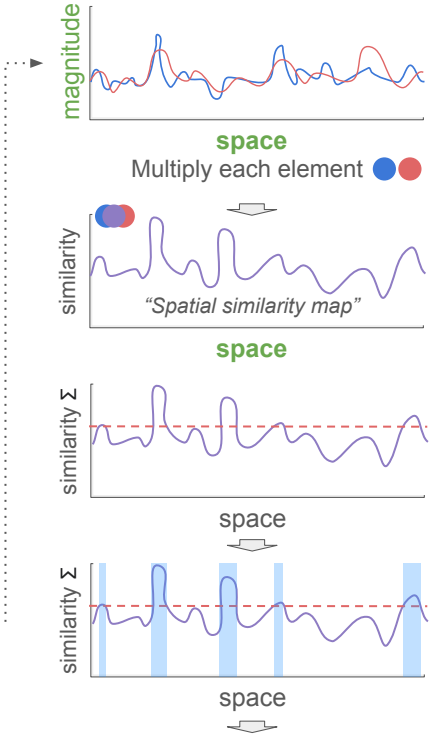 magnitude
space
Multiply each element
similarity
“Spatial similarity map”
space
similarity Σ
space
similarity Σ
space